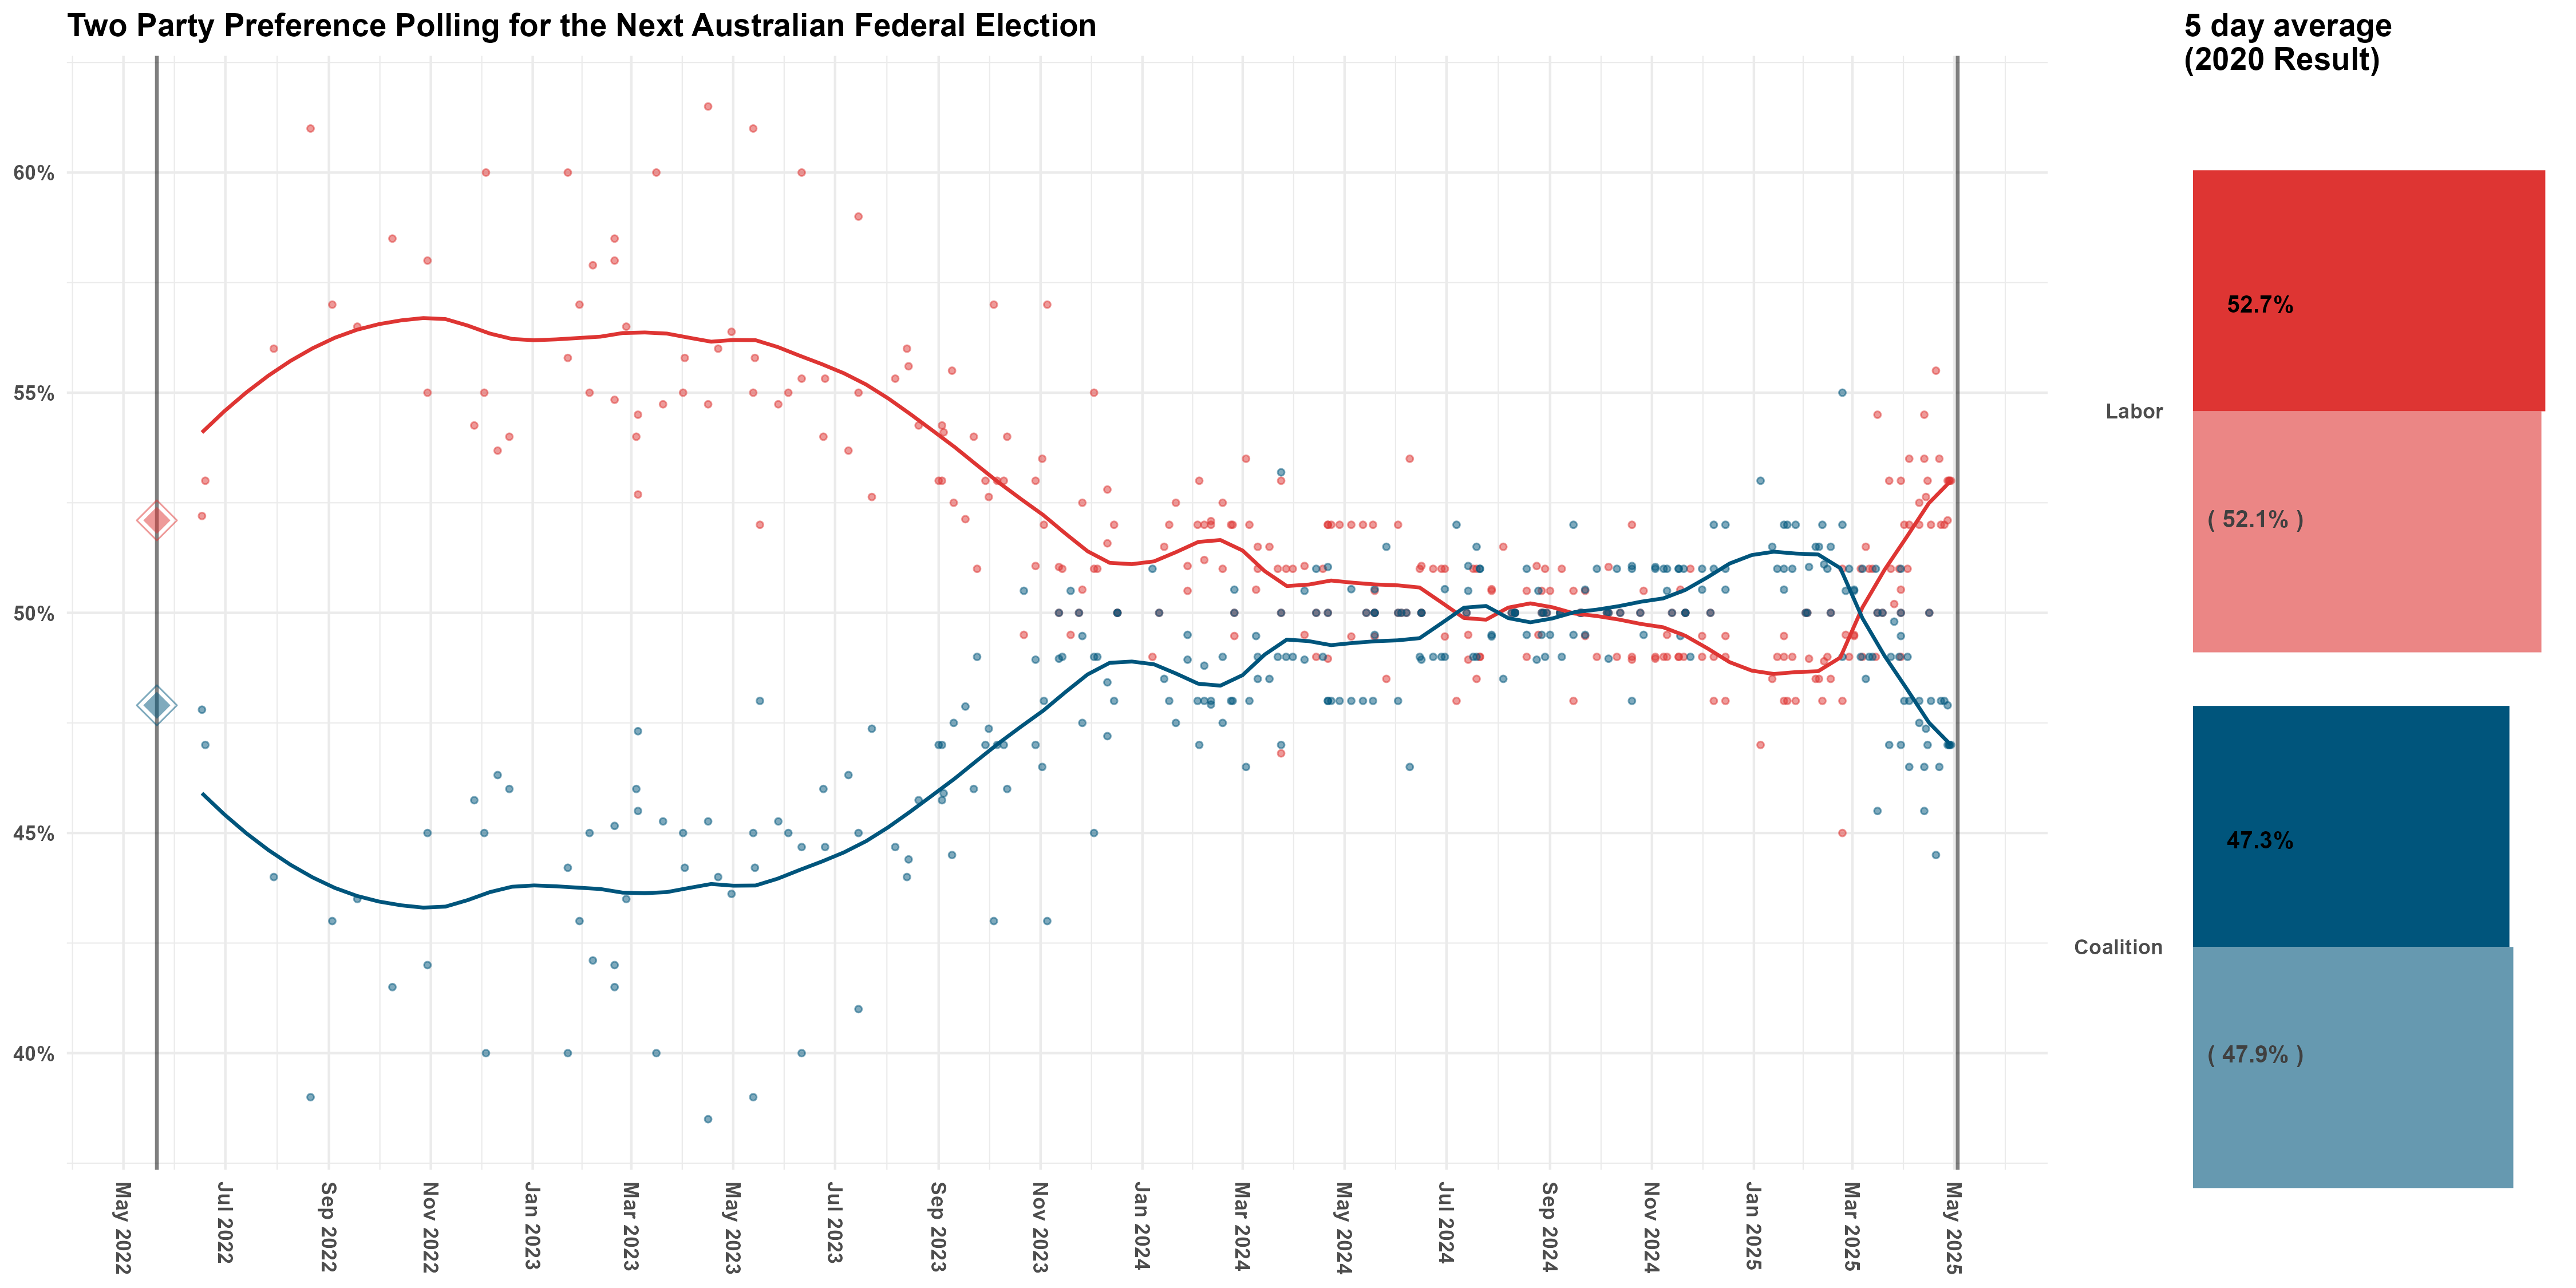 Two Party Preference Polling for the Next Australian Federal Election
5 day average
(2020 Result)
60%
55%
50%
45%
40%
May 2022
Jul 2022
Sep 2022
Nov 2022
Jan 2023
Mar 2023
May 2023
Jul 2023
Sep 2023
Nov 2023
Jan 2024
Mar 2024
May 2024
Jul 2024
Sep 2024
Nov 2024
Jan 2025
Mar 2025
May 2025
Labor
52.7%
( 52.1% )
Coalition
47.3%
( 47.9% )